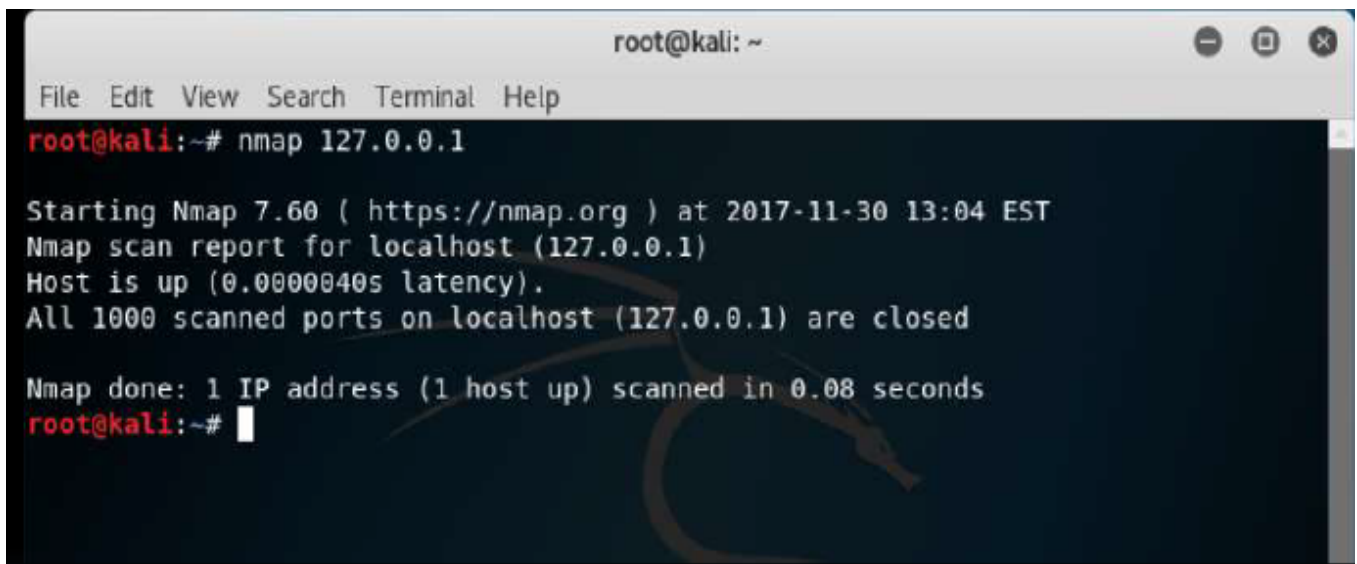 root@kali: ~
File Edit View Search Terminal Help
root@kali:~# nmap 127.0.0.1
Starting Nmap 7.60 ( https://nmap.org ) at 2017-11-30 13:04 EST
Nmap scan report for localhost (127.0.0.1)
Host is up (0.0000040s latency).
All 1000 scanned ports on localhost (127.0.0.1) are closed
Nmap done: 1 IP address (1 host up) scanned in 0.08 seconds
root@kali:~#